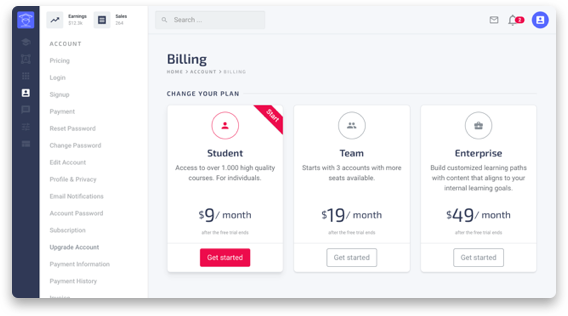 Earnings
$12.3k
Sales
264
Search ...
2
ACCOUNT
Pricing
Login
Signup
Payment
Reset Password
Change Password
Edit Account
Profile & Privacy
Email Notifications
Account Password
Subscription
Upgrade Account
Payment Information
Payment History
Billing
HOME > ACCOUNT > BILLING
CHANGE YOUR PLAN
Start
Student
Access to over 1.000 high quality
courses. For individuals.
$9/ month
after the free trial ends
Get started
Team
Starts with 3 accounts with more
seats available.
$19/ month
after the free trial ends
Get started
Enterprise
Build customized learning paths
with content that aligns to your
internal learning goals.
$49/ month
after the free trial ends
Get started